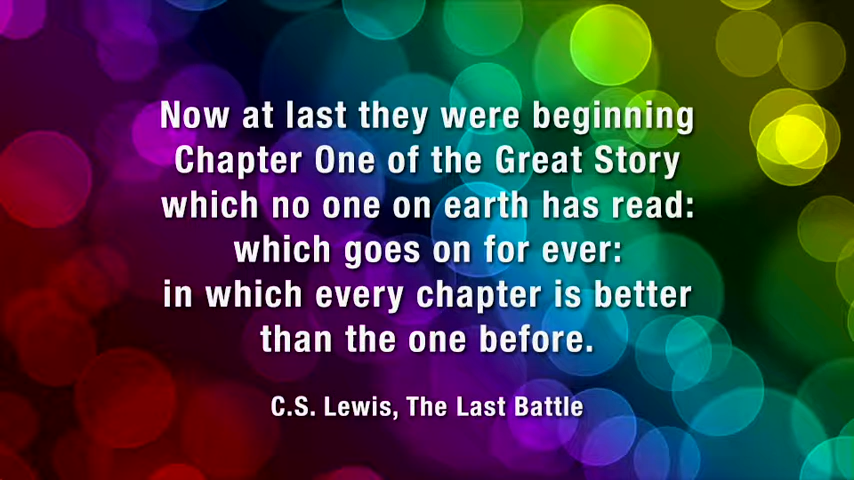 Now at last they were beginning
Chapter One of the Great Story
which no one on earth has read:
which goes on for ever:
in which every chapter is better
than the one before.
C.S. Lewis, The Last Battle